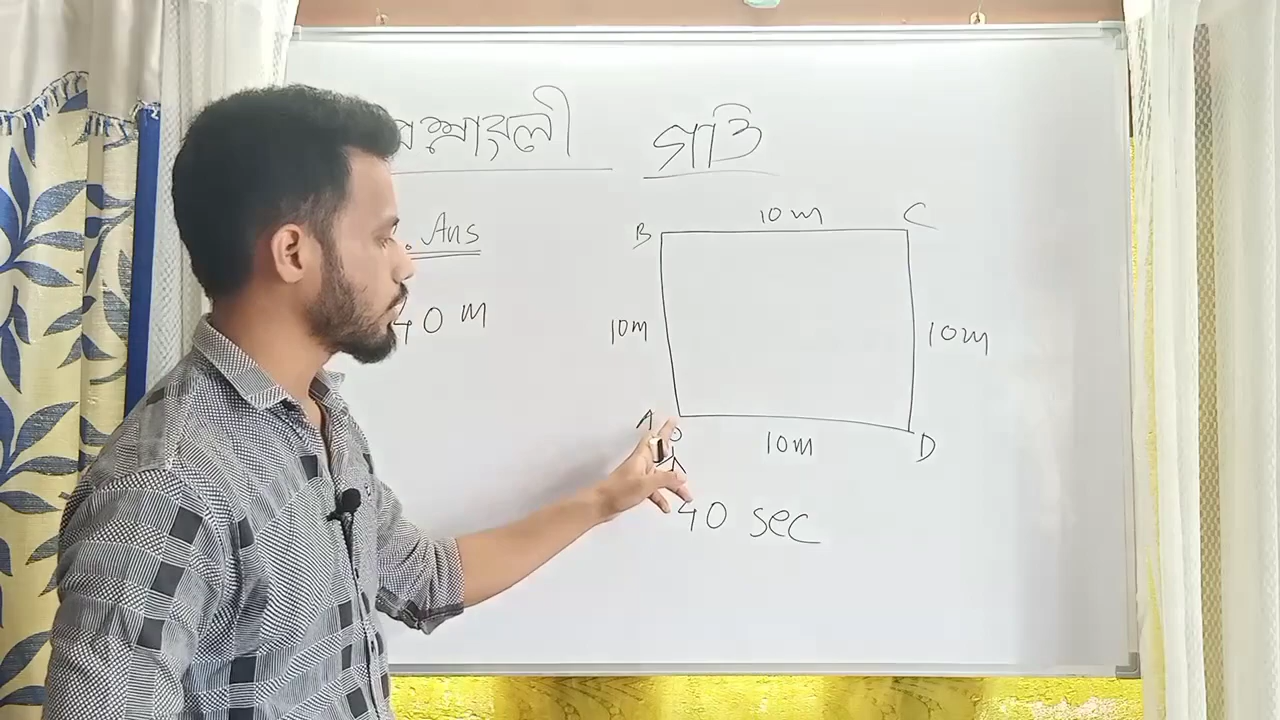 গতি
. Ans
40 m
B 10 m C
10m 10m
A D
10m
40 sec